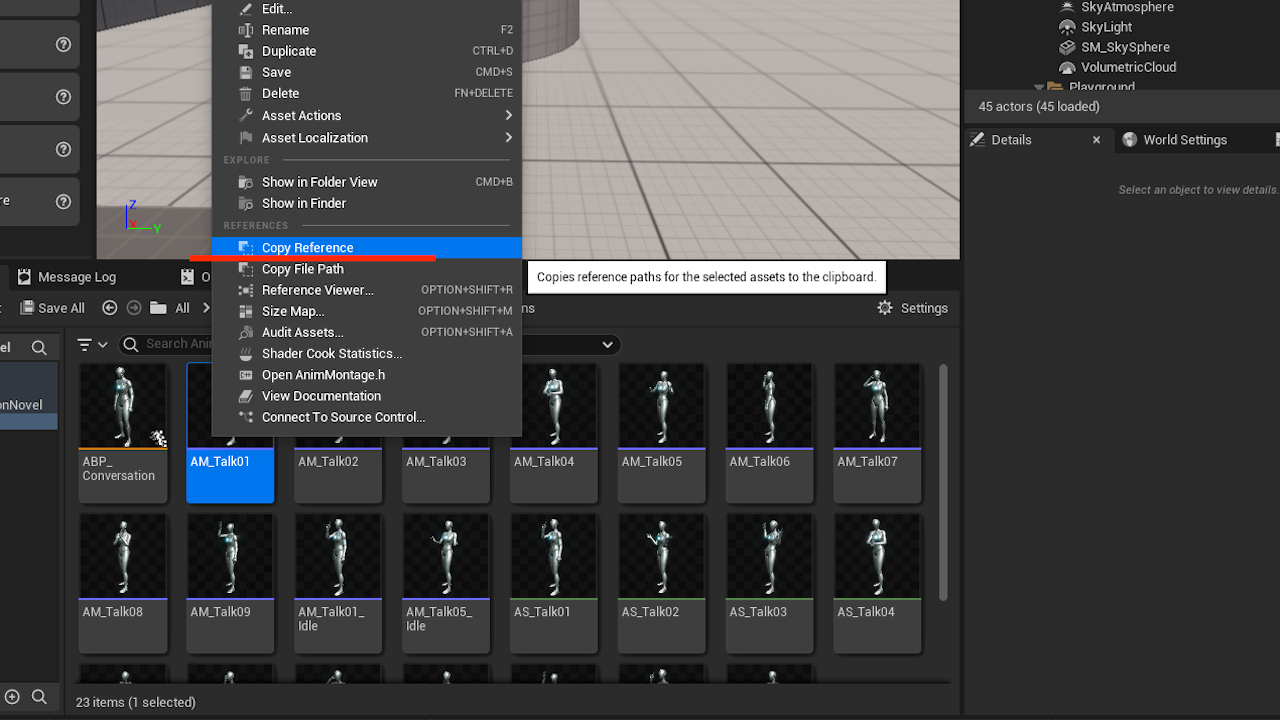 Edit...
Rename F2
Duplicate CTRL+D
Save CMD+S
Delete FN+DELETE
Asset Actions
Asset Localization
EXPLORE
Show in Folder View CMD+B
Show in Finder
REFERENCES
Copy Reference
Copy File Path
Reference Viewer... OPTION+SHIFT+R
Size Map... OPTION+SHIFT+M
Audit Assets... OPTION+SHIFT+A
Shader Cook Statistics...
Open AnimMontage.h
View Documentation
Connect To Source Control...
Copies reference paths for the selected assets to the clipboard.
re
Z
X
Y
SkyAtmosphere
SkyLight
SM_SkySphere
VolumetricCloud
Playground
45 actors (45 loaded)
Details
World Settings
Select an object to view details.
Message Log
O
Save All
All
ns
Settings
el
Search Ani
onNovel
ABP_
Conversation
AM_Talk01
AM_Talk02
AM_Talk03
AM_Talk04
AM_Talk05
AM_Talk06
AM_Talk07
AM_Talk08
AM_Talk09
AM_Talk01_
Idle
AM_Talk05_
Idle
AS_Talk01
AS_Talk02
AS_Talk03
AS_Talk04
23 items (1 selected)